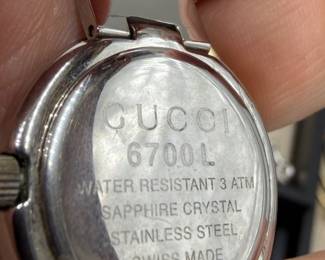 GUCCI
6700L
WATER RESISTANT 3 ATM
SAPPHIRE CRYSTAL
STAINLESS STEEL
SWISS MADE